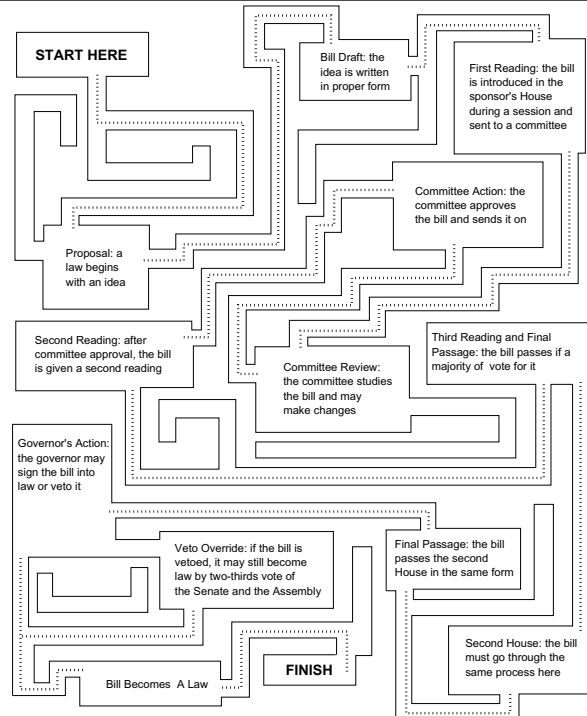 START HERE
Proposal: a
law begins
with an idea
Bill Draft: the
idea is written
in proper form
First Reading: the bill
is introduced in the
sponsor's House
during a session and
sent to a committee
Committee Review:
the committee studies
the bill and may
make changes
Committee Action: the
committee approves
the bill and sends it on
Second Reading: after
committee approval, the bill
is given a second reading
Third Reading and Final
Passage: the bill passes if a
majority of vote for it
Second House: the bill
must go through the
same process here
Final Passage: the bill
passes the second
House in the same form
Governor's Action:
the governor may
sign the bill into
law or veto it
Veto Override: if the bill is
vetoed, it may still become
law by two-thirds vote of
the Senate and the Assembly
Bill Becomes A Law
FINISH